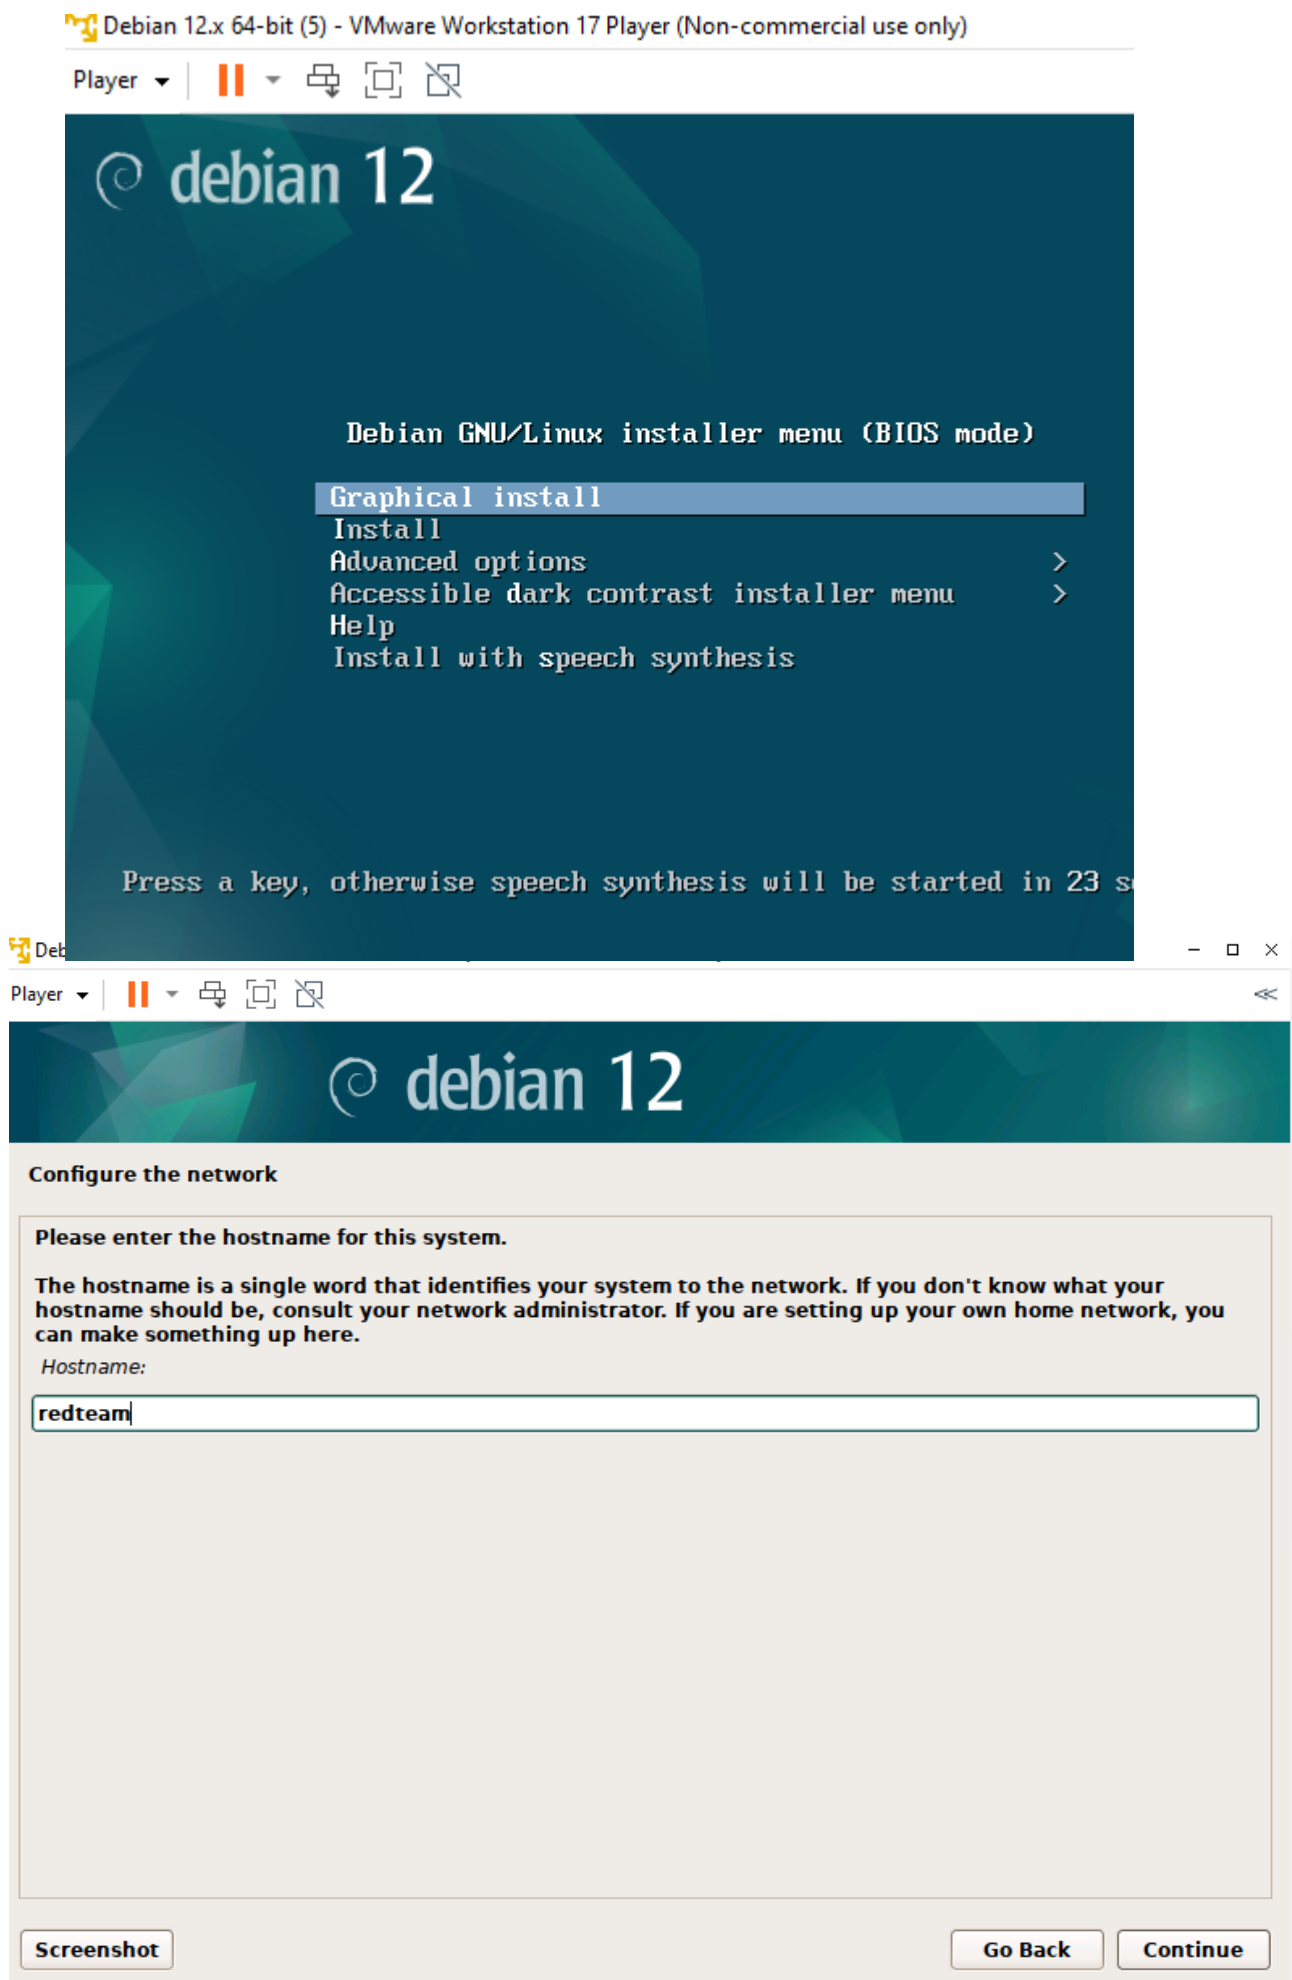 Debian 12.x 64-bit (5) - VMware Workstation 17 Player (Non-commercial use only)
Player
debian 12
Debian GNU/Linux installer menu (BIOS mode)
Graphical install
Install
Advanced options >
Accessible dark contrast installer menu >
Help
Install with speech synthesis
Press a key, otherwise speech synthesis will be started in 23 s
Deb
Player
debian 12
Configure the network
Please enter the hostname for this system.
The hostname is a single word that identifies your system to the network. If you don't know what your
hostname should be, consult your network administrator. If you are setting up your own home network, you
can make something up here.
Hostname:
redteam
Screenshot
Go Back
Continue